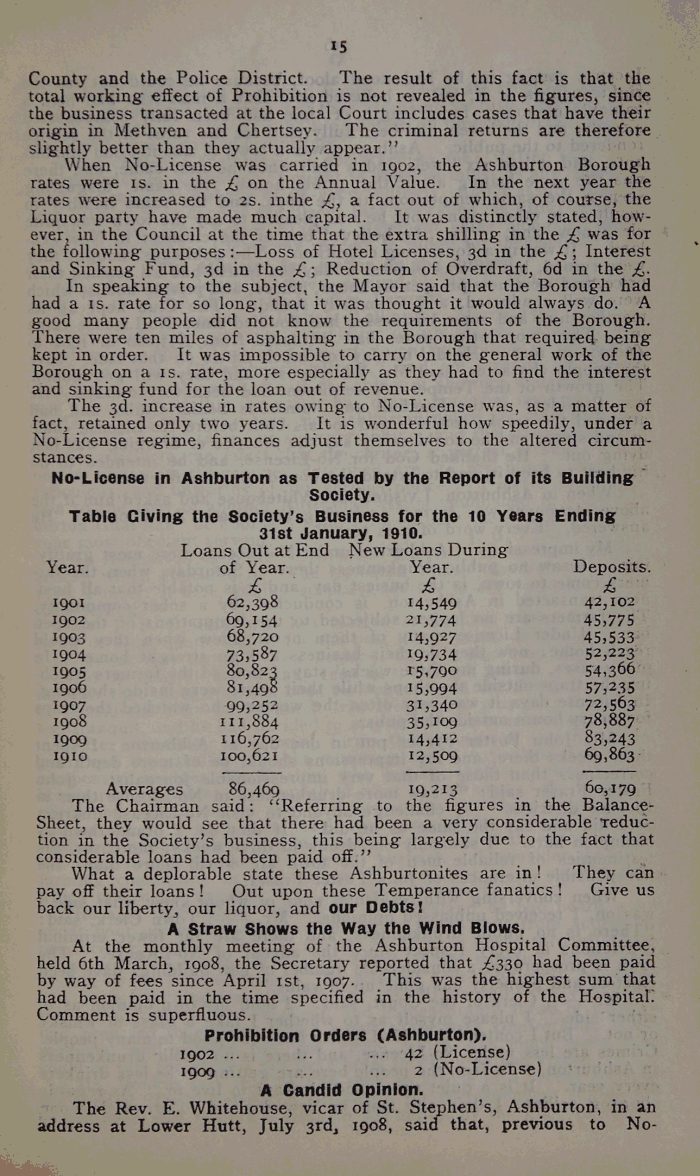 15
County and the Police District. The result of this fact is that the
total working effect of Prohibition is not revealed in the figures, since
the business transacted at the local Court includes cases that have their
origin in Methven and Chertsey. The criminal returns are therefore
slightly better than they actually appear."
When No-License was carried in 1902, the Ashburton Borough
rates were 1s. in the £ on the Annual Value. In the next year the
rates were increased to 2s. inthe £, a fact out of which, of course, the
Liquor party have made much capital. It was distinctly stated, how-
ever, in the Council at the time that the extra shilling in the £ was for
the following purposes:—Loss of Hotel Licenses, 3d in the £; Interest
and Sinking Fund, 3d in the £; Reduction of Overdraft, 6d in the £.
In speaking to the subject, the Mayor said that the Borough had
had a 1s. rate for so long, that it was thought it would always do. A
good many people did not know the requirements of the Borough.
There were ten miles of asphalting in the Borough that required being
kept in order. It was impossible to carry on the general work of the
Borough on a 1s. rate, more especially as they had to find the interest
and sinking fund for the loan out of revenue.
The 3d. increase in rates owing to No-License was, as a matter of
fact, retained only two years. It is wonderful how speedily, under a
No-License regime, finances adjust themselves to the altered circum-
stances.
No-License in Ashburton as Tested by the Report of its Building
Society.
Table Giving the Society's Business for the 10 Years Ending
31st January, 1910.
Loans Out at End New Loans During
Year. of Year. Year. Deposits.
£ £ £
1901 62,398 14,549 42,102
1902 69,154 21,774 45,775
1903 68,720 14,927 45,533
1904 73,587 19,734 52,223
1905 80,823 15,790 54,366
1906 81,498 15,994 57,235
1907 99,252 31,340 72,563
1908 111,884 35,109 78,887
1909 116,762 14,412 83,243
1910 100,621 12,509 69,863
Averages 86,469 19,213 60,179
The Chairman said: "Referring to the figures in the Balance-
Sheet, they would see that there had been a very considerable reduc-
tion in the Society's business, this being largely due to the fact that
considerable loans had been paid off."
What a deplorable state these Ashburtonites are in! They can
pay off their loans! Out upon these Temperance fanatics! Give us
back our liberty, our liquor, and our Debts!
A Straw Shows the Way the Wind Blows.
At the monthly meeting of the Ashburton Hospital Committee,
held 6th March, 1908, the Secretary reported that £330 had been paid
by way of fees since April 1st, 1907. This was the highest sum that
had been paid in the time specified in the history of the Hospital.
Comment is superfluous.
Prohibition Orders (Ashburton).
1902 ... ... ... 42 (License)
1909 ... ... ... 2 (No-License)
A Candid Opinion.
The Rev. E. Whitehouse, vicar of St. Stephen's, Ashburton, in an
address at Lower Hutt, July 3rd, 1908, said that, previous to No-